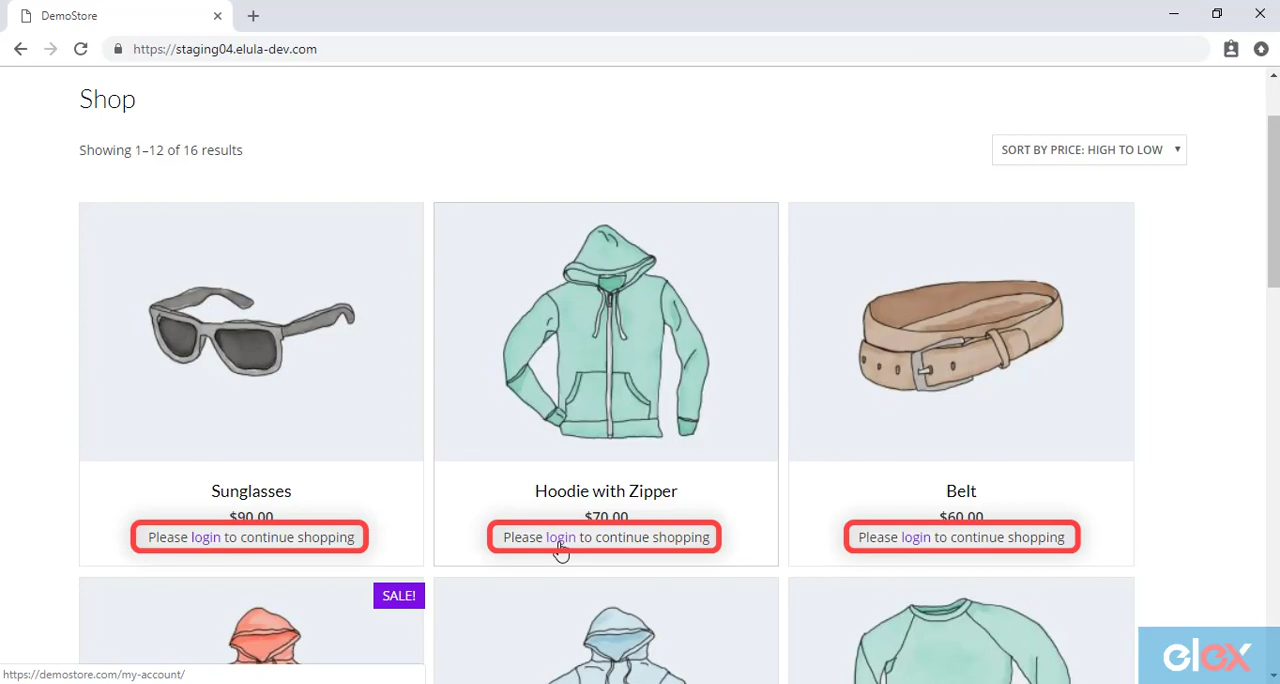 DemoStore
https://staging04.elula-dev.com
Shop
Showing 1–12 of 16 results
SORT BY PRICE: HIGH TO LOW
Sunglasses
$90.00
Please login to continue shopping
Hoodie with Zipper
$70.00
Please login to continue shopping
Belt
$60.00
Please login to continue shopping
SALE!
https://demostore.com/my-account/
elex